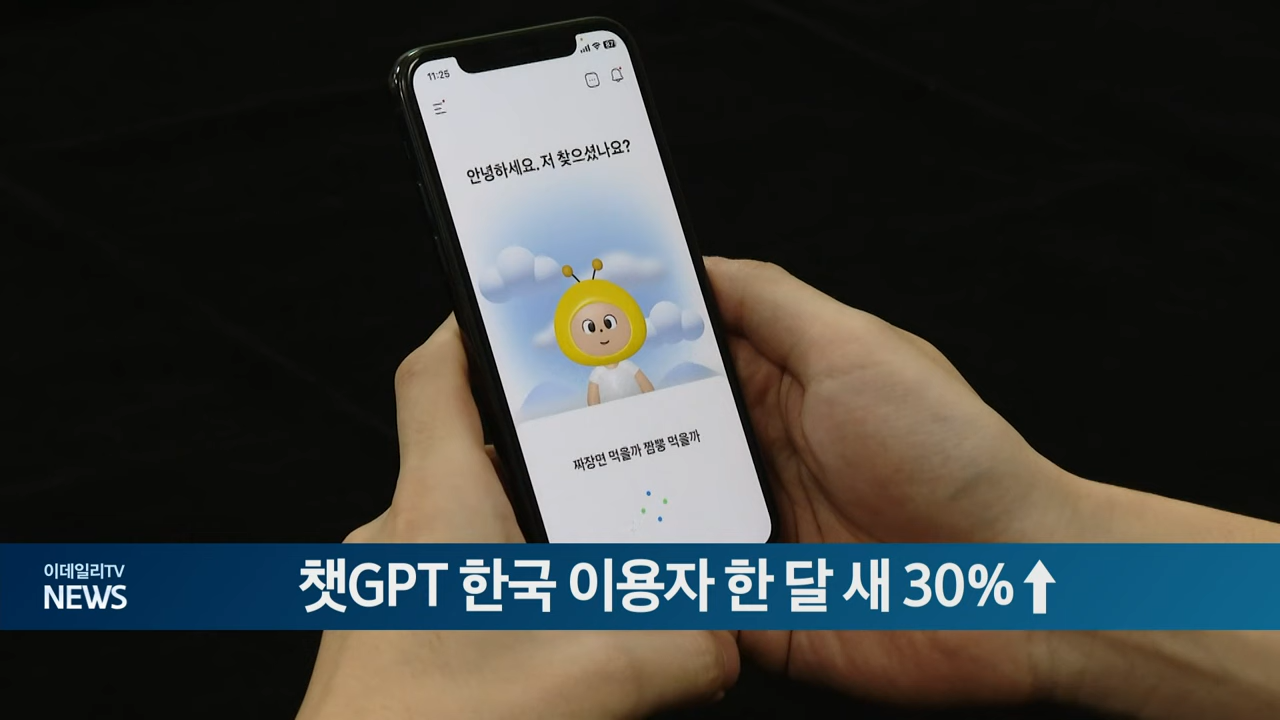 11:25
67
안녕하세요. 저 찾으셨나요?
짜장면 먹을까 짬뽕 먹을까
이데일리TV
NEWS
챗GPT 한국 이용자 한 달 새 30%↑